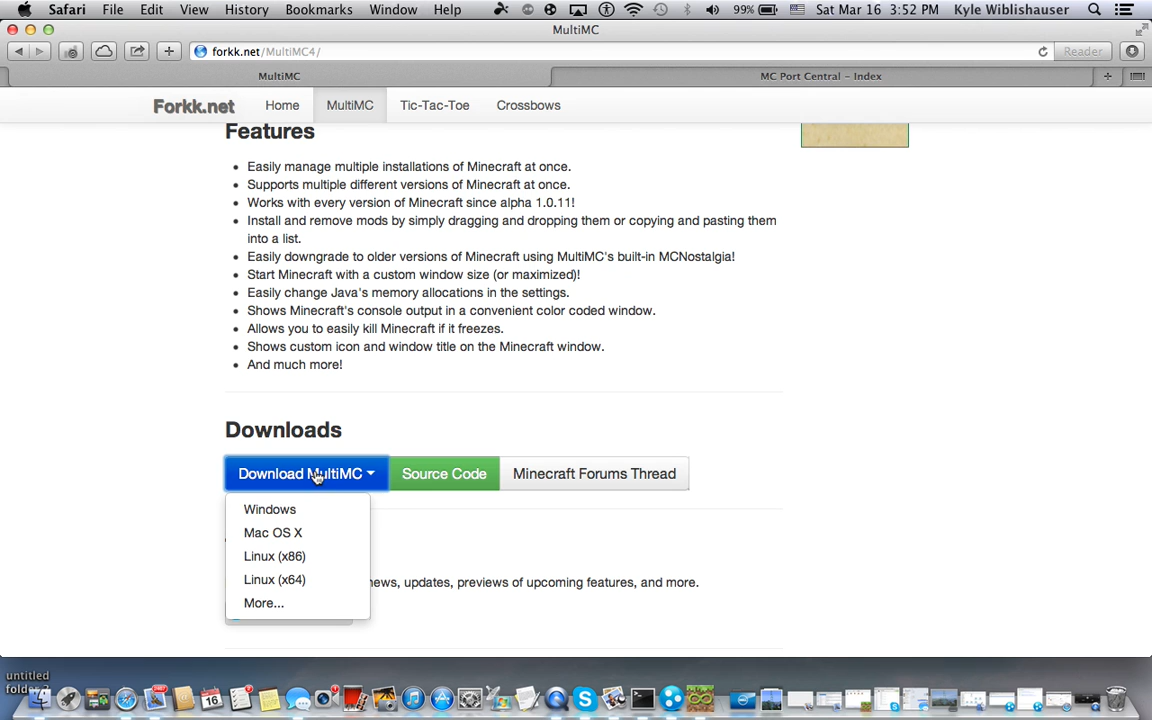 Safari File Edit View History Bookmarks Window Help 99% Sat Mar 16 3:52 PM Kyle Wiblishauser
MultiMC
forkk.net/MultiMC4/ Reader
MultiMC MC Port Central – Index
Forkk.net Home MultiMC Tic-Tac-Toe Crossbows
Features
Easily manage multiple installations of Minecraft at once.
Supports multiple different versions of Minecraft at once.
Works with every version of Minecraft since alpha 1.0.11!
Install and remove mods by simply dragging and dropping them or copying and pasting them
into a list.
Easily downgrade to older versions of Minecraft using MultiMC's built-in MCNostalgia!
Start Minecraft with a custom window size (or maximized)!
Easily change Java's memory allocations in the settings.
Shows Minecraft's console output in a convenient color coded window.
Allows you to easily kill Minecraft if it freezes.
Shows custom icon and window title on the Minecraft window.
And much more!
Downloads
Download MultiMC Source Code Minecraft Forums Thread
Windows
Mac OS X
Linux (x86)
Linux (x64)
More...
news, updates, previews of upcoming features, and more.
untitled
16